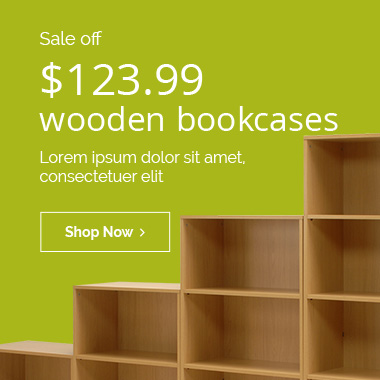 Sale off
$123.99
wooden bookcases
Lorem ipsum dolor sit amet,
consectetuer elit
Shop Now >